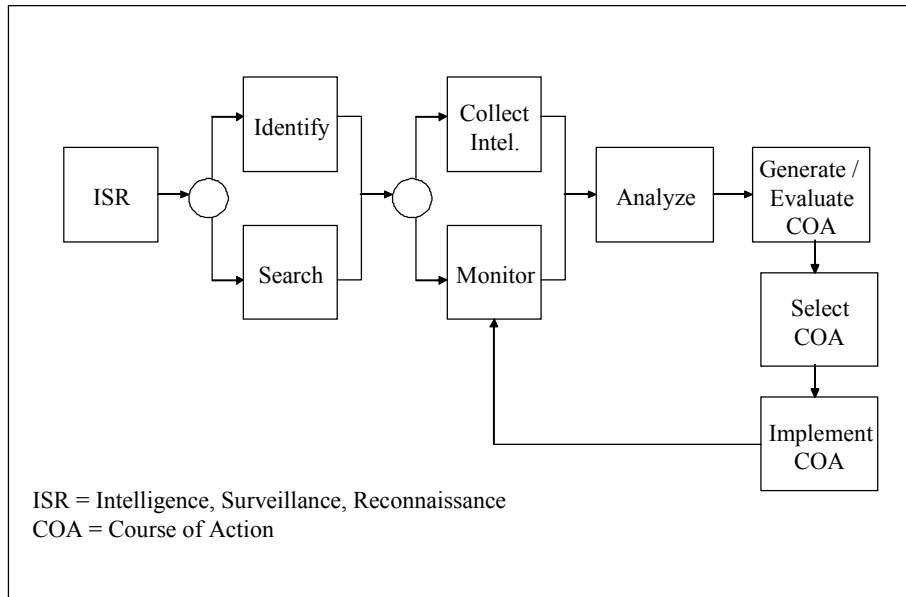 ISR
Identify
Search
Collect
Intel.
Monitor
Analyze
Generate /
Evaluate
COA
Select
COA
Implement
COA
ISR = Intelligence, Surveillance, Reconnaissance
COA = Course of Action